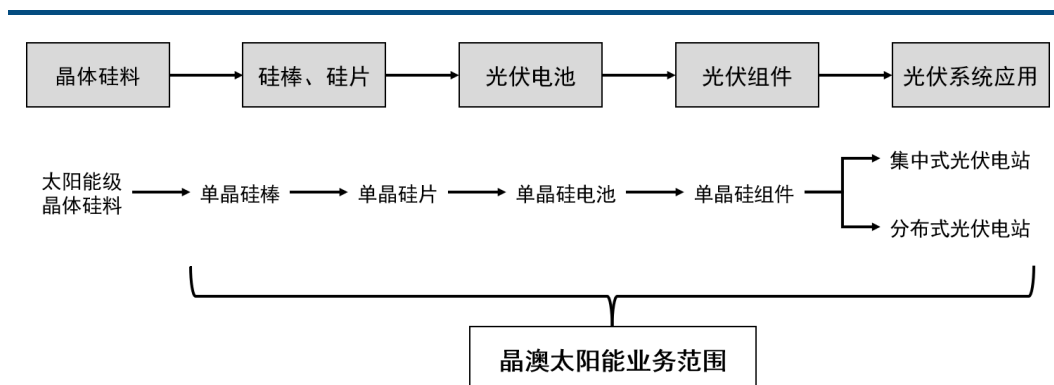 晶体硅料
硅棒、硅片
光伏电池
光伏组件
光伏系统应用
太阳能级
晶体硅料
单晶硅棒
单晶硅片
单晶硅电池
单晶硅组件
集中式光伏电站
分布式光伏电站
晶澳太阳能业务范围